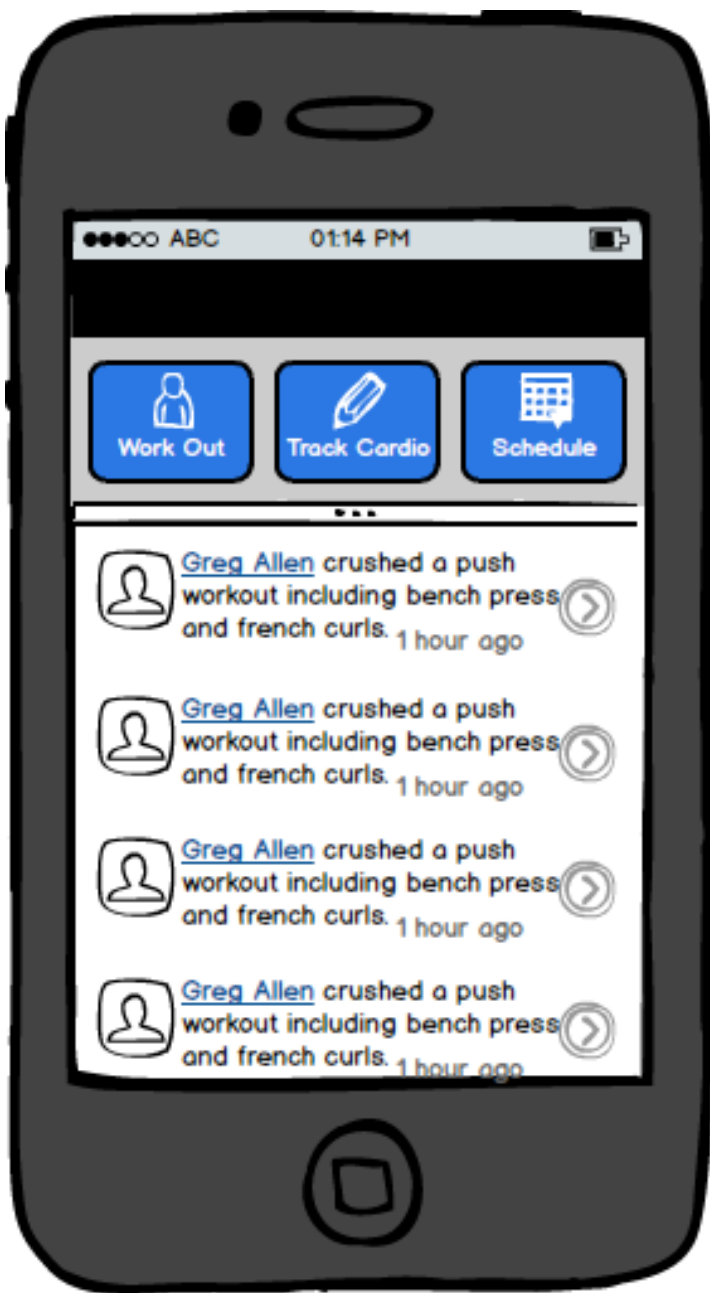 ABC 01:14 PM
Work Out Track Cardio Schedule
...
Greg Allen crushed a push
workout including bench press
and french curls. 1 hour ago
Greg Allen crushed a push
workout including bench press
and french curls. 1 hour ago
Greg Allen crushed a push
workout including bench press
and french curls. 1 hour ago
Greg Allen crushed a push
workout including bench press
and french curls. 1 hour ago